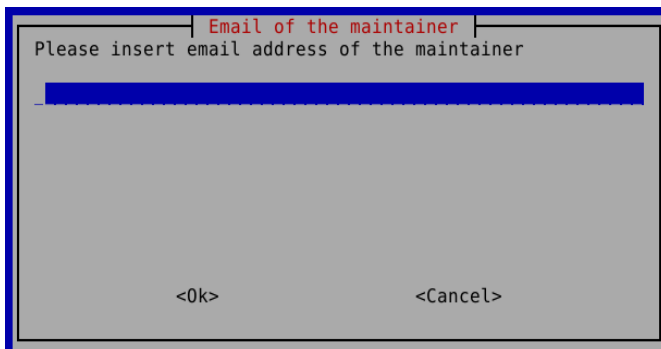 Email of the maintainer
Please insert email address of the maintainer
<Ok> <Cancel>